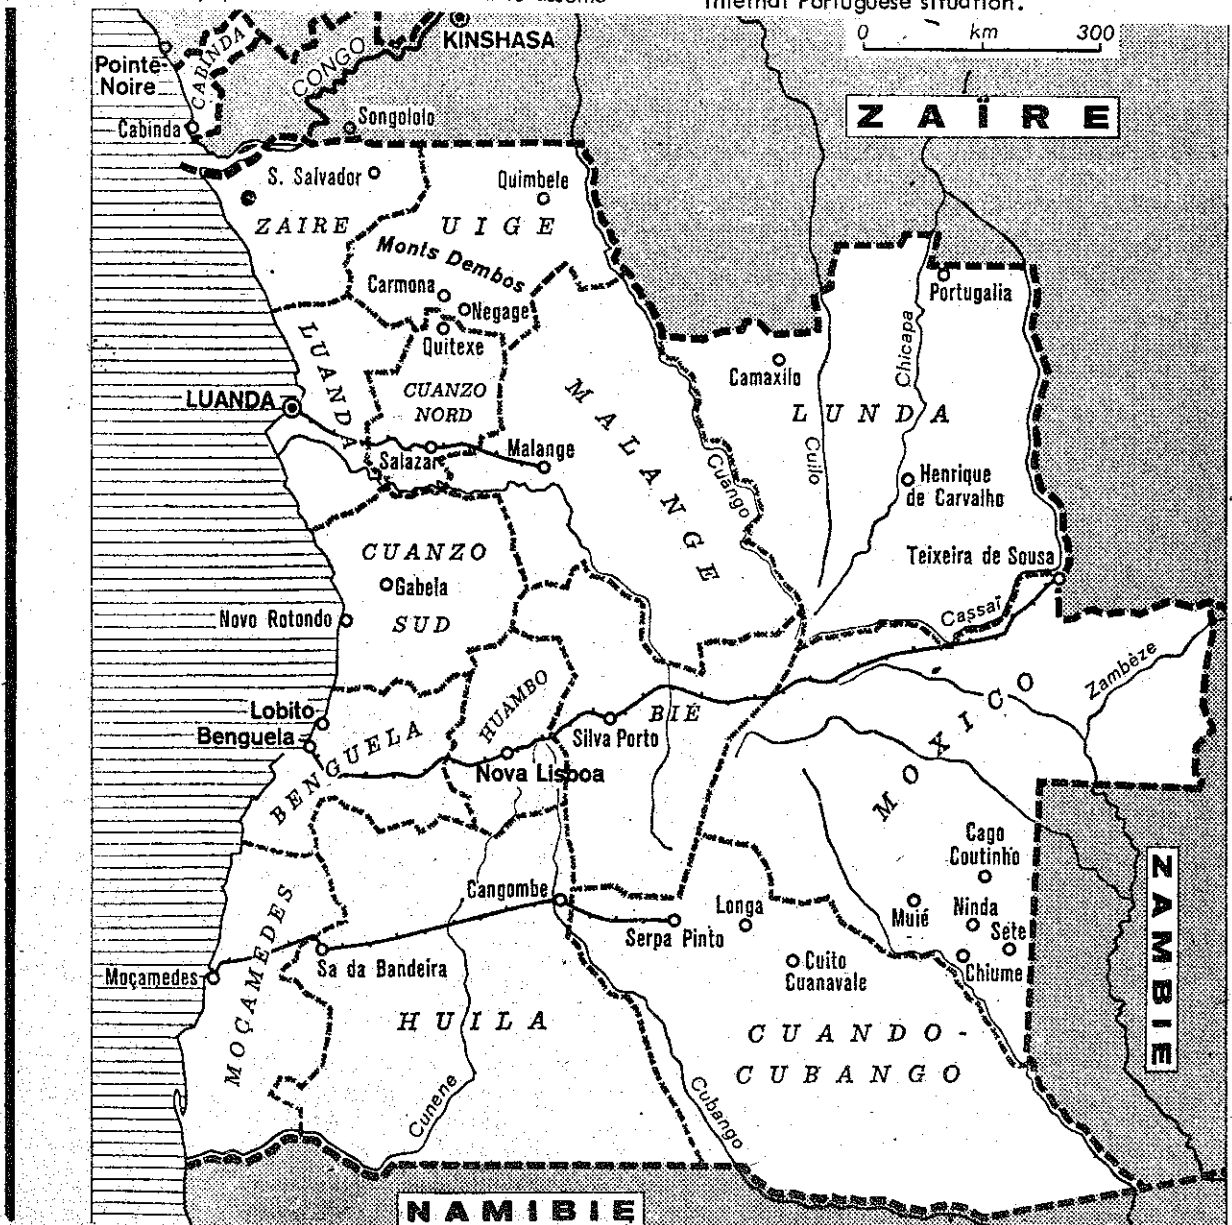 Internal Portuguese situation.
0 km 300
KINSHASA
Pointe-
Noire
CABINDA
CONGO
Cabinda
Songololo
ZAÏRE
S. Salvador
Quimbele
ZAIRE
UIGE
Monts Dembos
Carmona
Negage
Quitexe
Portugalia
Chicapa
Camaxilo
LUANDA
LUANDA
CUANZO
NORD
MALANGE
LUNDA
Salazar
Malange
Cuango
Cuilo
Henrique
de Carvalho
CUANZO
SUD
Gabela
Novo Rotondo
Teixeira de Sousa
Cassaï
Lobito
Benguela
BENGUELA
HUAMBO
Nova Lisboa
BIÉ
Silva Porto
MOXICO
Zambèze
Cago
Coutinho
ZAMBIE
Cangombe
Serpa Pinto
Longa
Muié
Ninda
Sete
Chiume
Cuito
Cuanavale
Moçamedes
MOÇAMEDES
Sa da Bandeira
HUILA
CUANDO-
CUBANGO
Cunene
Cubango
NAMIBIE